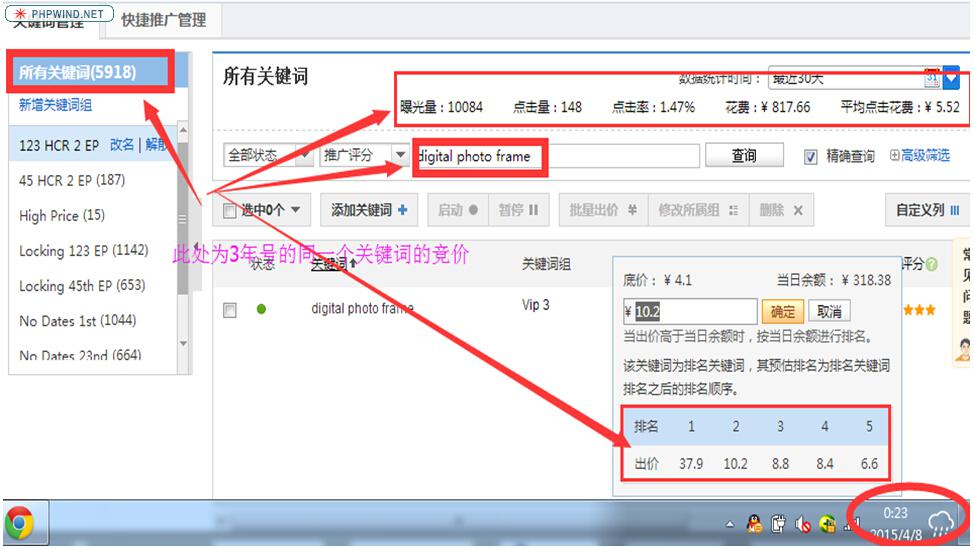 PHPWIND.NET
关键词管理 快捷推广管理
所有关键词(5918)
新增关键词组
123 HCR 2 EP 改名 | 解散
45 HCR 2 EP (187)
High Price (15)
Locking 123 EP (1142)
Locking 45th EP (653)
No Dates 1st (1044)
No Dates 23nd (664)
所有关键词
数据统计时间： 最近30天 31
曝光量：10084 点击量：148 点击率：1.47% 花费：¥ 817.66 平均点击花费：¥ 5.52
全部状态 推广评分 digital photo frame 查询 精确查询 高级筛选
选中0个 添加关键词 启动 暂停 批量出价 修改所属组 删除 自定义列
此处为3年号的同一个关键词的竞价
状态 关键词 关键词组 评分
digital photo frame Vip 3
底价：¥ 4.1 当日余额：¥ 318.38
¥ 10.2 确定 取消
当出价高于当日余额时，按当日余额进行排名。
该关键词为排名关键词，其预估排名为排名关键词
排名之后的排名顺序。
排名 1 2 3 4 5
出价 37.9 10.2 8.8 8.4 6.6
常
见
问
题
0:23
2015/4/8